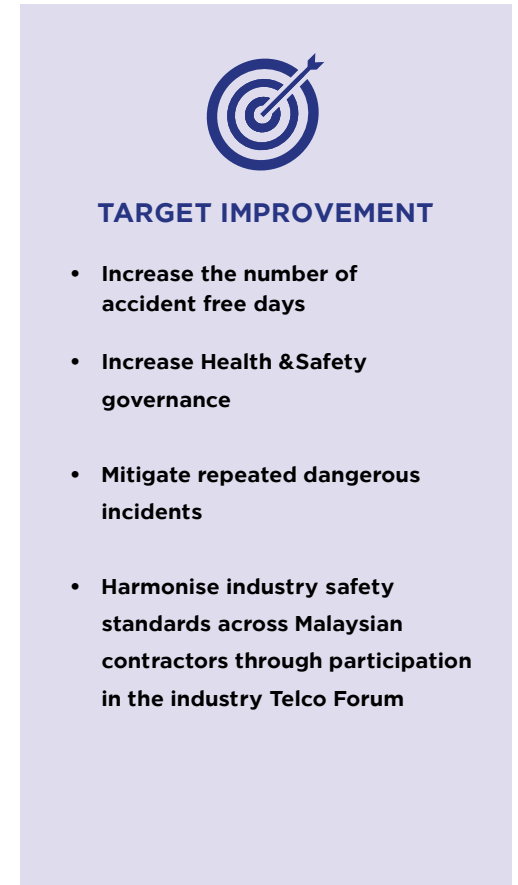 TARGET IMPROVEMENT
• Increase the number of
accident free days
• Increase Health &Safety
governance
• Mitigate repeated dangerous
incidents
• Harmonise industry safety
standards across Malaysian
contractors through participation
in the industry Telco Forum